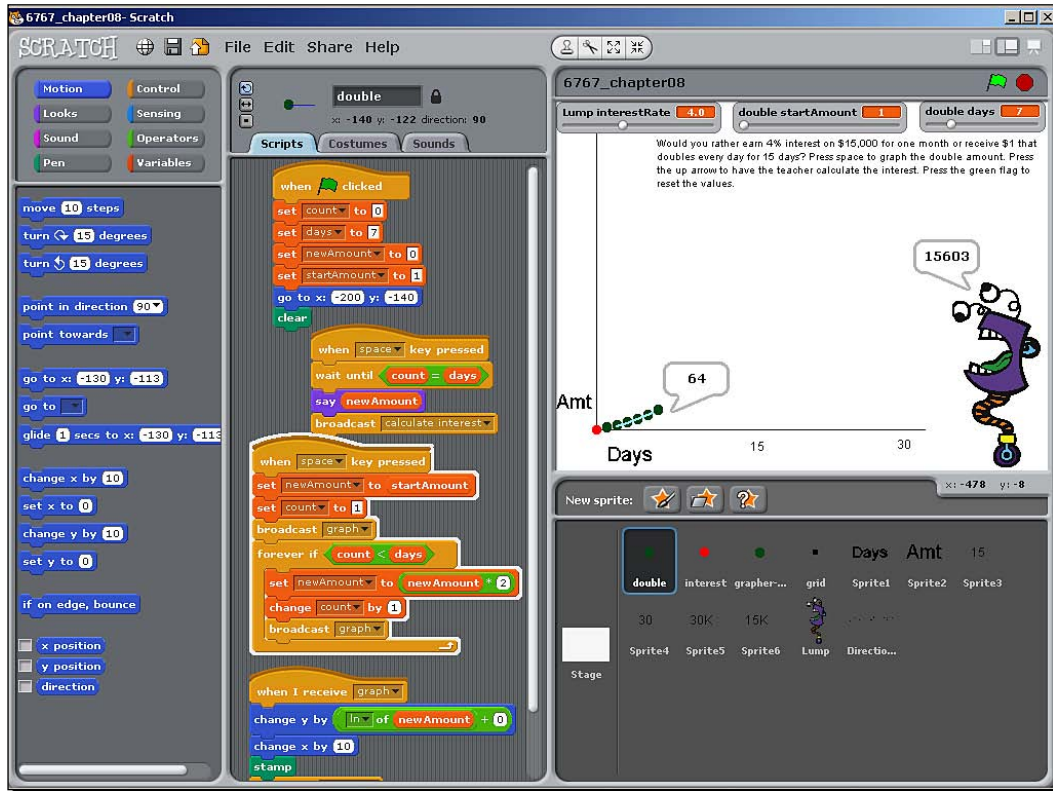 6767_chapter08- Scratch
SCRATCH File Edit Share Help
Motion Control
Looks Sensing
Sound Operators
Pen Variables
move 10 steps
turn 15 degrees
turn 15 degrees
point in direction 90
point towards
go to x: -130 y: -113
go to
glide 1 secs to x: -130 y: -113
change x by 10
set x to 0
change y by 10
set y to 0
if on edge, bounce
x position
y position
direction
double
x: -140 y: -122 direction: 90
Scripts Costumes Sounds
when clicked
set count to 0
set days to 7
set newAmount to 0
set startAmount to 1
go to x: -200 y: -140
clear
when space key pressed
wait until count = days
say newAmount
broadcast calculate interest
when space key pressed
set newAmount to startAmount
set count to 1
broadcast graph
forever if count < days
set newAmount to newAmount * 2
change count by 1
broadcast graph
when I receive graph
change y by ln of newAmount + 0
change x by 10
stamp
6767_chapter08
Lump interestRate 4.0 double startAmount 1 double days 7
Would you rather earn 4% interest on $15,000 for one month or receive $1 that
doubles every day for 15 days? Press space to graph the double amount. Press
the up arrow to have the teacher calculate the interest. Press the green flag to
reset the values.
15603
64
Amt
Days 15 30
x: -478 y: -8
New sprite:
double interest grapher-... grid Sprite1 Sprite2 Sprite3
Days Amt 15
30 30K 15K
Sprite4 Sprite5 Sprite6 Lump Directio...
Stage